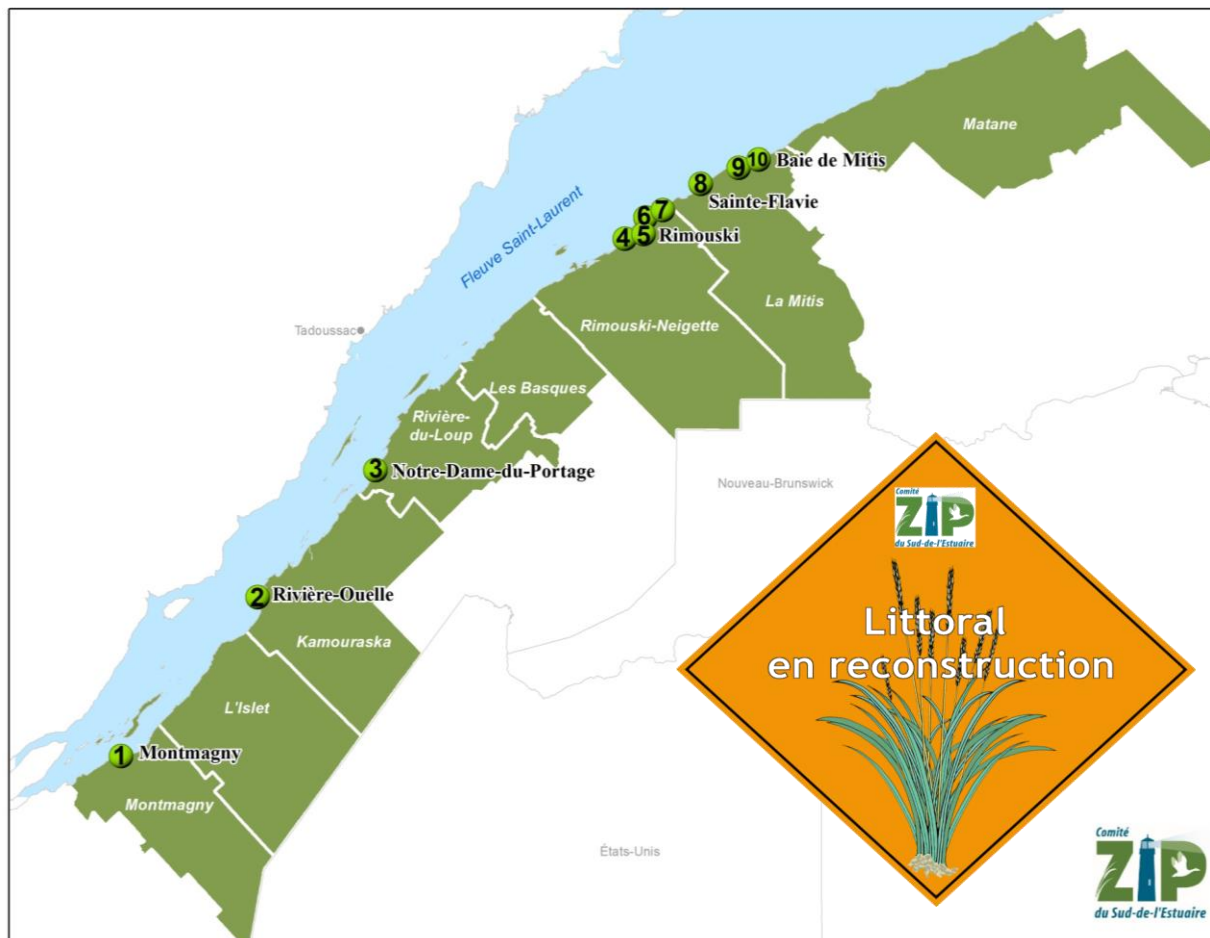 Matane
10
9
Baie de Mitis
8
Sainte-Flavie
6
7
4
5
Rimouski
Fleuve Saint-Laurent
La Mitis
Tadoussac
Rimouski-Neigette
Les Basques
Rivière-
du-Loup
3
Notre-Dame-du-Portage
Nouveau-Brunswick
2
Rivière-Ouelle
Kamouraska
L'Islet
1
Montmagny
Montmagny
États-Unis
Comité
ZIP
du Sud-de-l'Estuaire
Littoral
en reconstruction
Comité
ZIP
du Sud-de-l'Estuaire